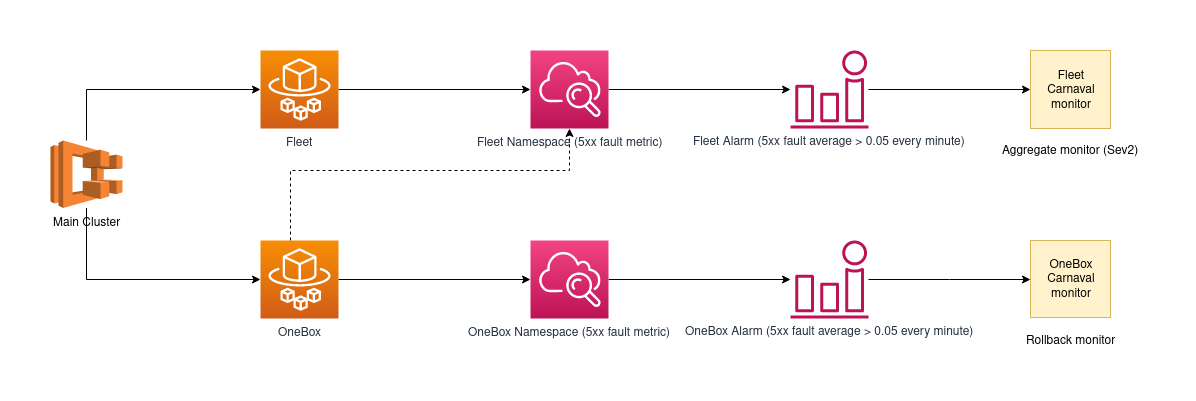 Fleet
Carnaval
monitor
Fleet
Fleet Namespace (5xx fault metric)
Fleet Alarm (5xx fault average > 0.05 every minute)
Aggregate monitor (Sev2)
Main Cluster
OneBox
Carnaval
monitor
OneBox
OneBox Namespace (5xx fault metric)
OneBox Alarm (5xx fault average > 0.05 every minute)
Rollback monitor